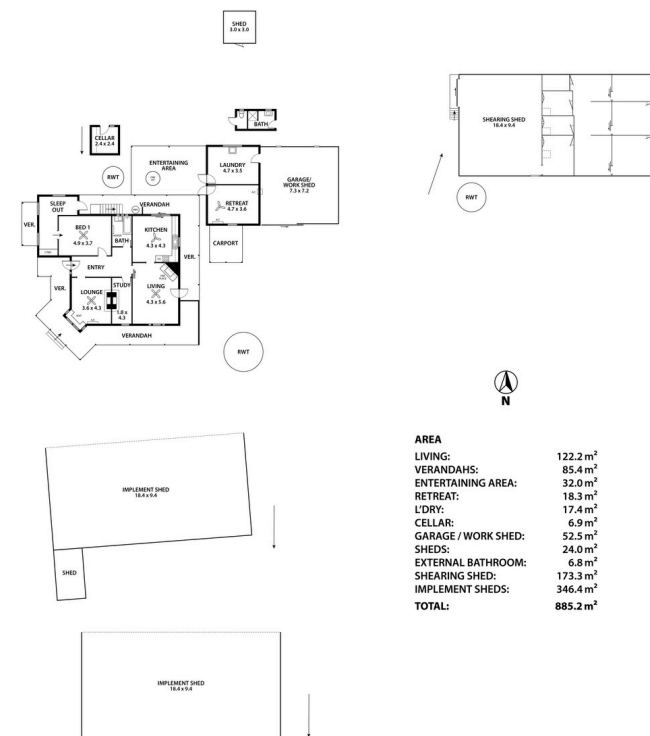 SHED
3.0 x 3.0
BATH
CELLAR
2.4 x 2.4
SHEARING SHED
18.4 x 9.4
ENTERTAINING
AREA
LAUNDRY
4.7 x 3.5
GARAGE/
WORK SHED
7.3 x 7.2
RWT
RWT
RETREAT
4.7 x 3.6
SLEEP
OUT
VERANDAH
VER.
BED 1
4.9 x 3.7
BATH
KITCHEN
4.3 x 4.3
CARPORT
VER.
ENTRY
VER.
LOUNGE
3.6 x 4.3
STUDY
1.8 x
4.3
LIVING
4.3 x 5.6
VERANDAH
RWT
N
IMPLEMENT SHED
18.4 x 9.4
SHED
IMPLEMENT SHED
18.4 x 9.4
AREA
LIVING: 122.2 m²
VERANDAHS: 85.4 m²
ENTERTAINING AREA: 32.0 m²
RETREAT: 18.3 m²
L'DRY: 17.4 m²
CELLAR: 6.9 m²
GARAGE / WORK SHED: 52.5 m²
SHEDS: 24.0 m²
EXTERNAL BATHROOM: 6.8 m²
SHEARING SHED: 173.3 m²
IMPLEMENT SHEDS: 346.4 m²
TOTAL: 885.2 m²